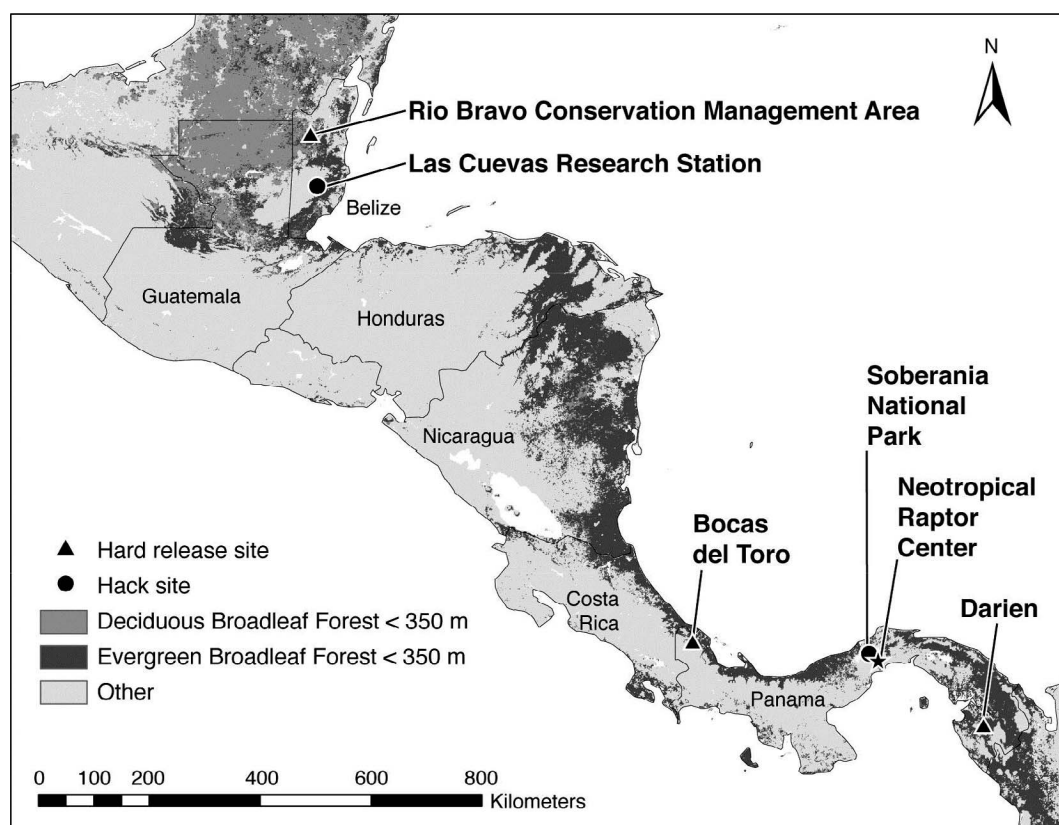 N
Rio Bravo Conservation Management Area
Las Cuevas Research Station
Belize
Guatemala
Honduras
Nicaragua
Soberania
National
Park
Neotropical
Raptor
Center
Bocas
del Toro
Darien
Costa
Rica
Panama
Hard release site
Hack site
Deciduous Broadleaf Forest < 350 m
Evergreen Broadleaf Forest < 350 m
Other
0 100 200 400 600 800
Kilometers